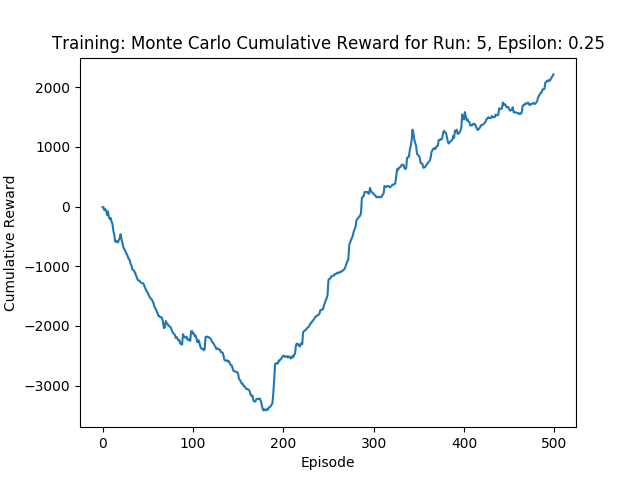 Training: Monte Carlo Cumulative Reward for Run: 5, Epsilon: 0.25
2000
1000
0
−1000
−2000
−3000
Cumulative Reward
0 100 200 300 400 500
Episode